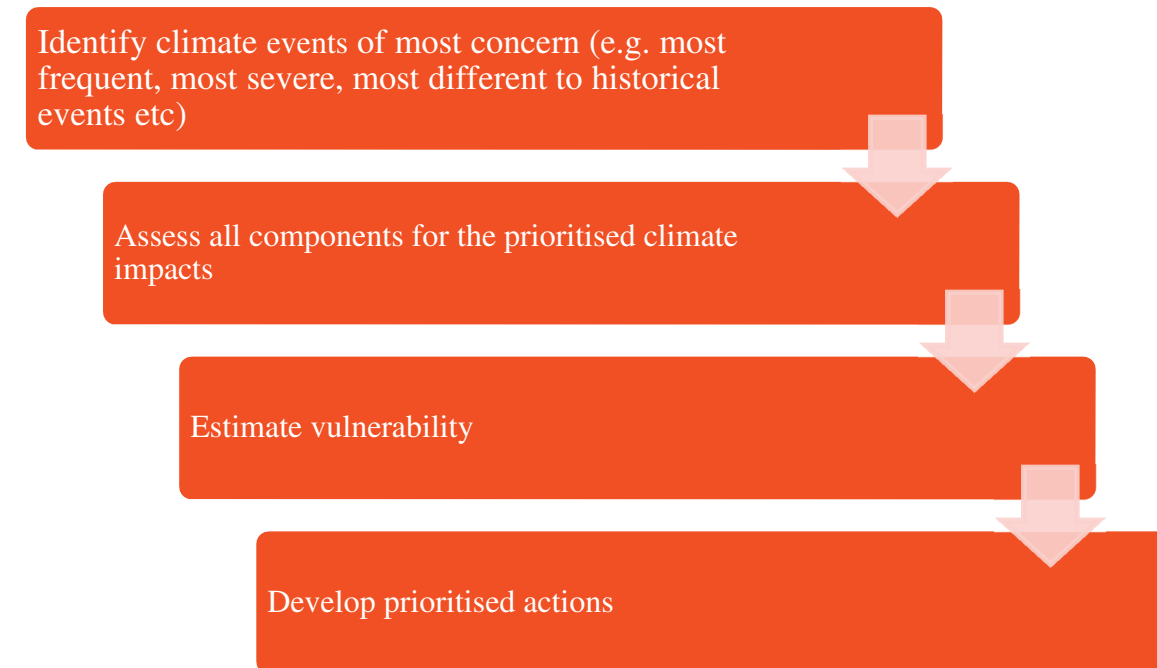 Identify climate events of most concern (e.g. most
frequent, most severe, most different to historical
events etc)
Assess all components for the prioritised climate
impacts
Estimate vulnerability
Develop prioritised actions